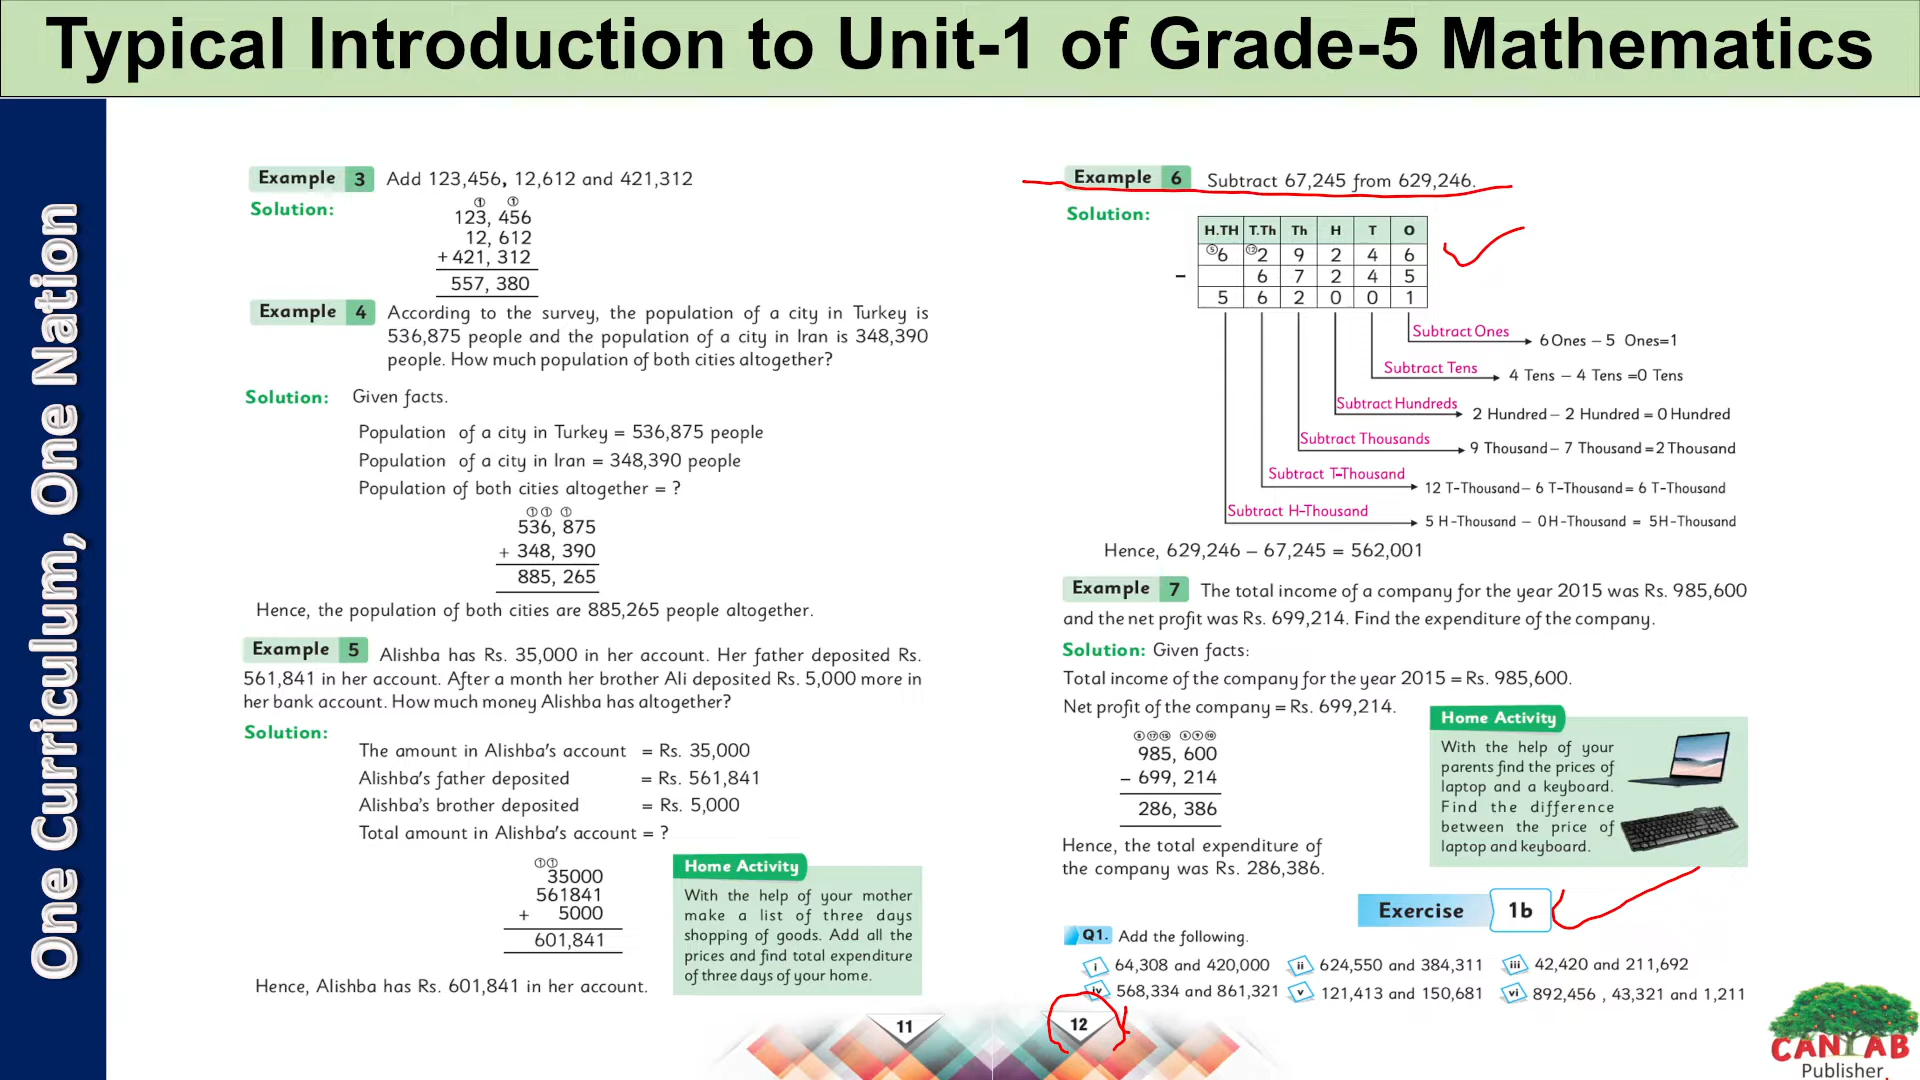 Typical Introduction to Unit-1 of Grade-5 Mathematics
One Curriculum, One Nation
Example 3 Add 123,456, 12,612 and 421,312
Solution:
① ①
123, 456
12, 612
+ 421, 312
557, 380
Example 4 According to the survey, the population of a city in Turkey is
536,875 people and the population of a city in Iran is 348,390
people. How much population of both cities altogether?
Solution: Given facts.
Population of a city in Turkey = 536,875 people
Population of a city in Iran = 348,390 people
Population of both cities altogether = ?
① ① ①
536, 875
+ 348, 390
885, 265
Hence, the population of both cities are 885,265 people altogether.
Example 5 Alishba has Rs. 35,000 in her account. Her father deposited Rs.
561,841 in her account. After a month her brother Ali deposited Rs. 5,000 more in
her bank account. How much money Alishba has altogether?
Solution:
The amount in Alishba's account = Rs. 35,000
Alishba's father deposited = Rs. 561,841
Alishba's brother deposited = Rs. 5,000
Total amount in Alishba's account = ?
① ①
35000
561841
+ 5000
601,841
Hence, Alishba has Rs. 601,841 in her account.
Home Activity
With the help of your mother
make a list of three days
shopping of goods. Add all the
prices and find total expenditure
of three days of your home.
11
Example 6 Subtract 67,245 from 629,246.
Solution:
H.TH T.Th Th H T O
⑤6 ⑫2 9 2 4 6
− 6 7 2 4 5
5 6 2 0 0 1
Subtract Ones 6 Ones – 5 Ones=1
Subtract Tens 4 Tens – 4 Tens =0 Tens
Subtract Hundreds 2 Hundred – 2 Hundred = 0 Hundred
Subtract Thousands 9 Thousand – 7 Thousand =2 Thousand
Subtract T-Thousand 12 T-Thousand– 6 T-Thousand = 6 T-Thousand
Subtract H-Thousand 5 H-Thousand – 0H-Thousand = 5H-Thousand
Hence, 629,246 – 67,245 = 562,001
Example 7 The total income of a company for the year 2015 was Rs. 985,600
and the net profit was Rs. 699,214. Find the expenditure of the company.
Solution: Given facts:
Total income of the company for the year 2015 = Rs. 985,600.
Net profit of the company = Rs. 699,214.
985, 600
– 699, 214
286, 386
Hence, the total expenditure of
the company was Rs. 286,386.
Home Activity
With the help of your
parents find the prices of
laptop and a keyboard.
Find the difference
between the price of
laptop and keyboard.
Exercise 1b
Q1. Add the following.
i 64,308 and 420,000 ii 624,550 and 384,311 iii 42,420 and 211,692
iv 568,334 and 861,321 v 121,413 and 150,681 vi 892,456 , 43,321 and 1,211
12
CANTAB
Publisher.